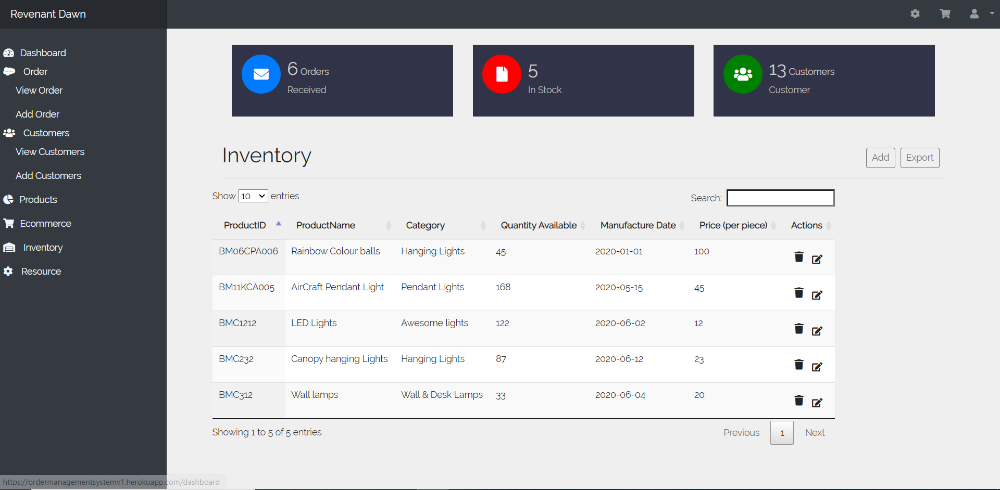 Revenant Dawn
Dashboard
Order
View Order
Add Order
Customers
View Customers
Add Customers
Products
Ecommerce
Inventory
Resource
6 Orders
Received
5
In Stock
13 Customers
Customer
Inventory
Add Export
Show 10 entries
Search:
ProductID ProductName Category Quantity Available Manufacture Date Price (per piece) Actions
BM06CPA006 Rainbow Colour balls Hanging Lights 45 2020-01-01 100
BM11KCA005 AirCraft Pendant Light Pendant Lights 168 2020-05-15 45
BMC1212 LED Lights Awesome lights 122 2020-06-02 12
BMC232 Canopy hanging Lights Hanging Lights 87 2020-06-12 23
BMC312 Wall lamps Wall & Desk Lamps 33 2020-06-04 20
Showing 1 to 5 of 5 entries
Previous 1 Next
https://ordermanagementsystemv1.herokuapp.com/dashboard